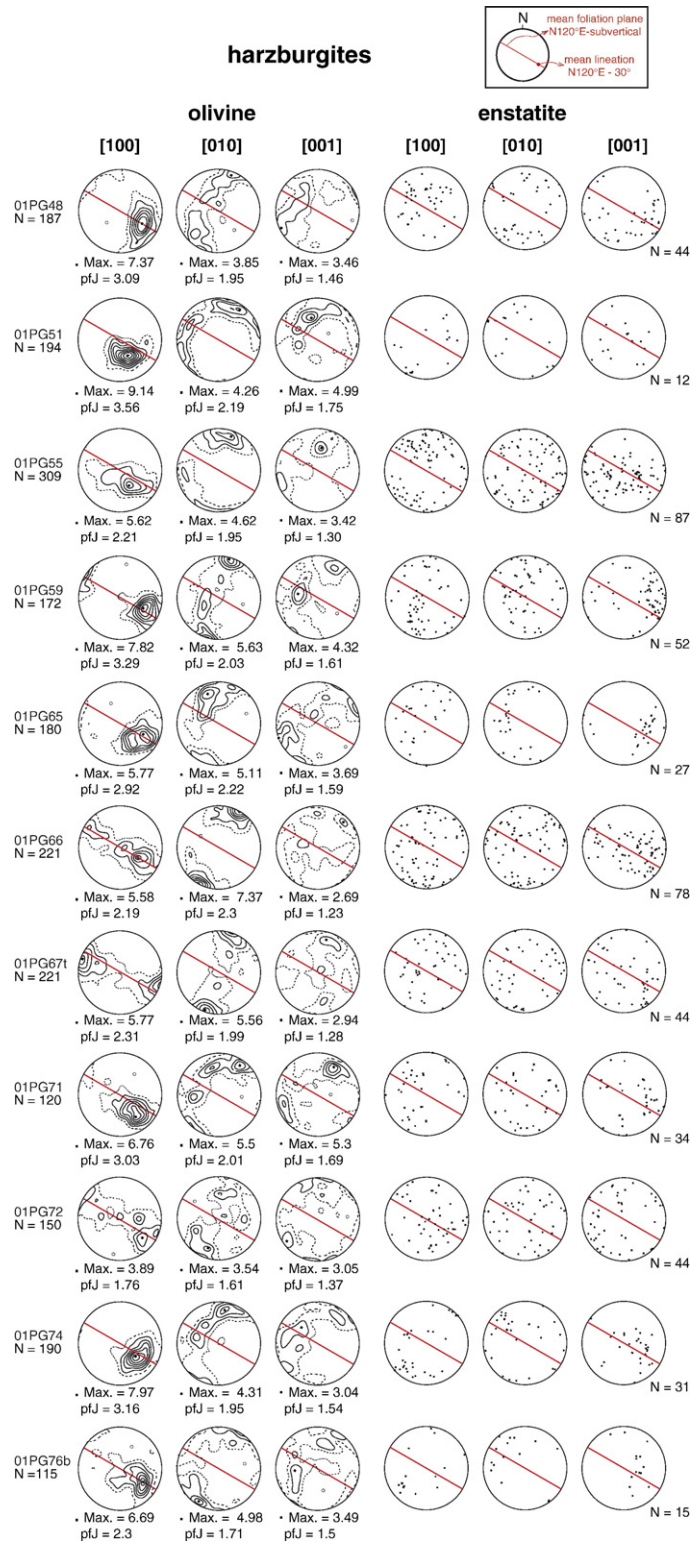 N
mean foliation plane
N120°E-subvertical
mean lineation
N120°E - 30°
harzburgites
olivine enstatite
[100] [010] [001] [100] [010] [001]
01PG48
N = 187
N = 44
• Max. = 7.37 • Max. = 3.85 • Max. = 3.46
pfJ = 3.09 pfJ = 1.95 pfJ = 1.46
01PG51
N = 194
N = 12
• Max. = 9.14 • Max. = 4.26 • Max. = 4.99
pfJ = 3.56 pfJ = 2.19 pfJ = 1.75
01PG55
N = 309
N = 87
• Max. = 5.62 • Max. = 4.62 • Max. = 3.42
pfJ = 2.21 pfJ = 1.95 pfJ = 1.30
01PG59
N = 172
N = 52
• Max. = 7.82 • Max. = 5.63 Max. = 4.32
pfJ = 3.29 pfJ = 2.03 pfJ = 1.61
01PG65
N = 180
N = 27
• Max. = 5.77 • Max. = 5.11 • Max. = 3.69
pfJ = 2.92 pfJ = 2.22 pfJ = 1.59
01PG66
N = 221
N = 78
• Max. = 5.58 • Max. = 7.37 • Max. = 2.69
pfJ = 2.19 pfJ = 2.3 pfJ = 1.23
01PG67t
N = 221
N = 44
• Max. = 5.77 • Max. = 5.56 • Max. = 2.94
pfJ = 2.31 pfJ = 1.99 pfJ = 1.28
01PG71
N = 120
N = 34
• Max. = 6.76 • Max. = 5.5 • Max. = 5.3
pfJ = 3.03 pfJ = 2.01 pfJ = 1.69
01PG72
N = 150
N = 44
• Max. = 3.89 • Max. = 3.54 • Max. = 3.05
pfJ = 1.76 pfJ = 1.61 pfJ = 1.37
01PG74
N = 190
N = 31
• Max. = 7.97 • Max. = 4.31 • Max. = 3.04
pfJ = 3.16 pfJ = 1.95 pfJ = 1.54
01PG76b
N =115
N = 15
• Max. = 6.69 • Max. = 4.98 • Max. = 3.49
pfJ = 2.3 pfJ = 1.71 pfJ = 1.5